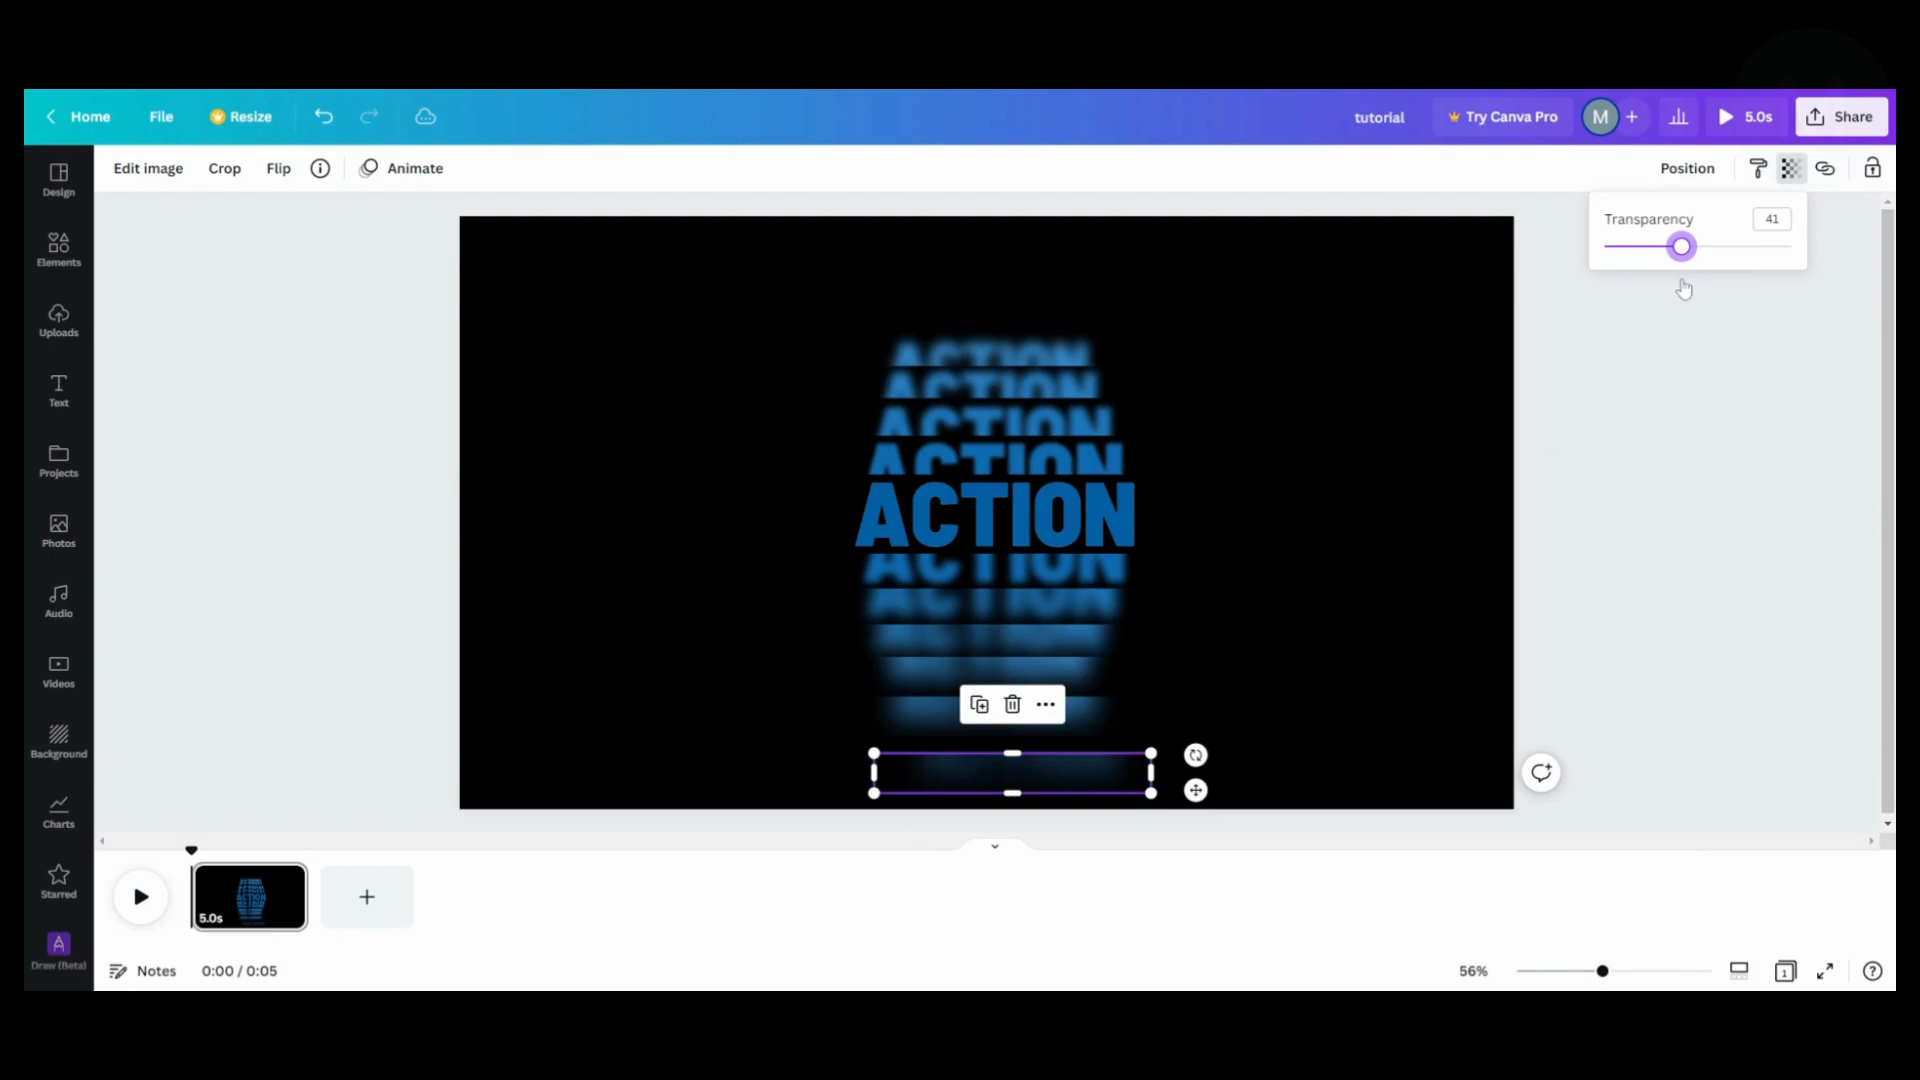 Home File Resize tutorial Try Canva Pro M + 5.0s Share
Edit image Crop Flip Animate Position
Transparency 41
Design
Elements
Uploads
Text
Projects
Photos
Audio
Videos
Background
Charts
Starred
Draw (Beta)
ACTION
ACTION
ACTION
ACTION
ACTION
ACTION
ACTION
5.0s ACTION
Notes 0:00 / 0:05 56% 1 ?